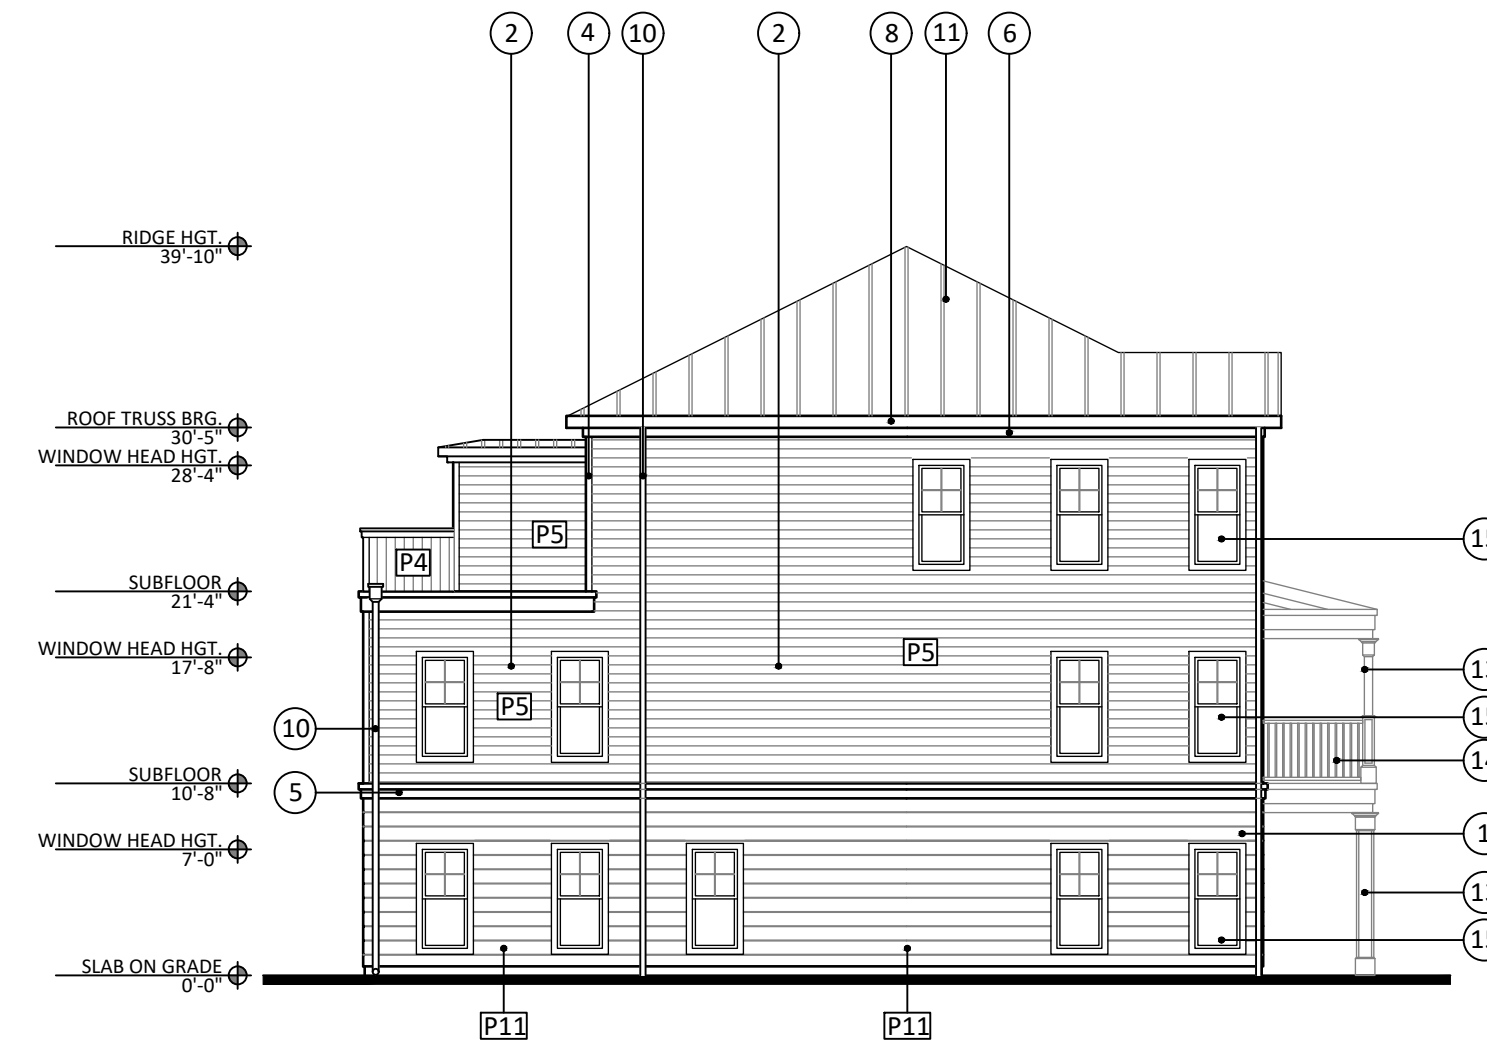 2 4 10 2 8 11 6
RIDGE HGT.
39'-10"
ROOF TRUSS BRG.
30'-5"
WINDOW HEAD HGT.
28'-4"
P5
P4
SUBFLOOR
21'-4"
WINDOW HEAD HGT.
17'-8"
P5
P5
10
SUBFLOOR
10'-8"
5
14
WINDOW HEAD HGT.
7'-0"
1
SLAB ON GRADE
0'-0"
P11 P11